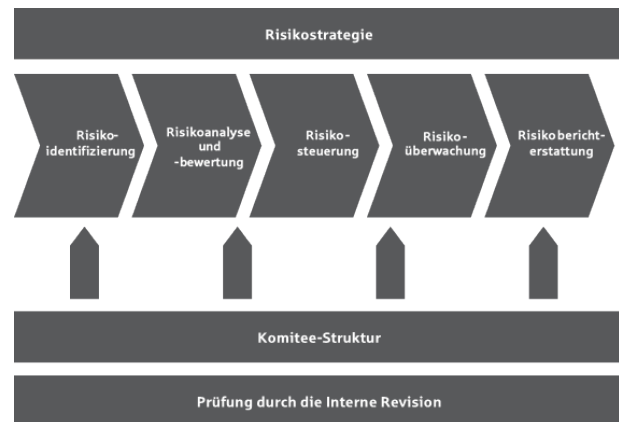 Risikostrategie
Risiko-
identifizierung
Risikoanalyse
und
-bewertung
Risiko-
steuerung
Risiko-
überwachung
Risikobericht-
erstattung
Komitee-Struktur
Prüfung durch die Interne Revision